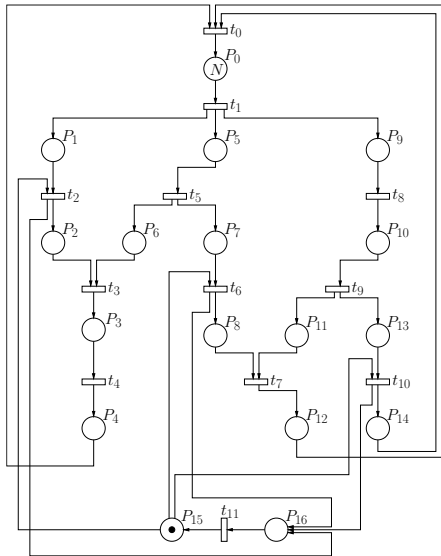 t₀
P₀
N
t₁
P₁ P₅ P₉
t₂ t₅ t₈
P₂ P₆ P₇ P₁₀
t₃ t₆ t₉
P₃ P₈ P₁₁ P₁₃
t₄ t₇ t₁₀
P₄ P₁₂ P₁₄
P₁₅ t₁₁ P₁₆